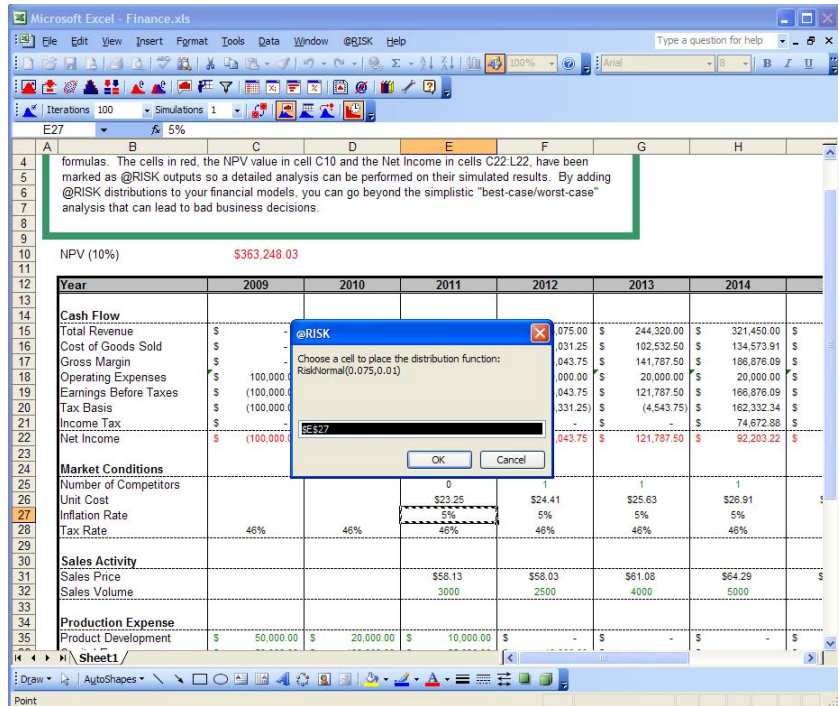 Microsoft Excel - Finance.xls
File Edit View Insert Format Tools Data Window @RISK Help Type a question for help
100% Arial 8 B I U
Iterations 100 Simulations 1
E27 fx 5%
A B C D E F G H
4 formulas. The cells in red, the NPV value in cell C10 and the Net Income in cells C22:L22, have been
5 marked as @RISK outputs so a detailed analysis can be performed on their simulated results. By adding
6 @RISK distributions to your financial models, you can go beyond the simplistic "best-case/worst-case"
7 analysis that can lead to bad business decisions.
8
9
10 NPV (10%) $363,248.03
11
12 Year 2009 2010 2011 2012 2013 2014
13
14 Cash Flow
15 Total Revenue $ - ,075.00 $ 244,320.00 $ 321,450.00 $
16 Cost of Goods Sold $ - ,031.25 $ 102,532.50 $ 134,573.91 $
17 Gross Margin $ - ,043.75 $ 141,787.50 $ 186,876.09 $
18 Operating Expenses $ 100,000.0 ,000.00 $ 20,000.00 $ 20,000.00 $
19 Earnings Before Taxes $ (100,000.0 ,043.75 $ 121,787.50 $ 166,876.09 $
20 Tax Basis $ (100,000.0 ,331.25) $ (4,543.75) $ 162,332.34 $
21 Income Tax $ - - $ - $ 74,672.88 $
22 Net Income $ (100,000.0 ,043.75 $ 121,787.50 $ 92,203.22 $
@RISK
Choose a cell to place the distribution function:
RiskNormal(0.075,0.01)
$E$27
OK Cancel
23
24 Market Conditions
25 Number of Competitors 0 1 1 1
26 Unit Cost $23.25 $24.41 $25.63 $26.91
27 Inflation Rate 5% 5% 5% 5%
28 Tax Rate 46% 46% 46% 46% 46% 46%
29
30 Sales Activity
31 Sales Price $58.13 $58.03 $61.08 $64.29 $
32 Sales Volume 3000 2500 4000 5000
33
34 Production Expense
35 Product Development $ 50,000.00 $ 20,000.00 $ 10,000.00 $ - $ - $ - $
Sheet1
Draw AutoShapes
Point